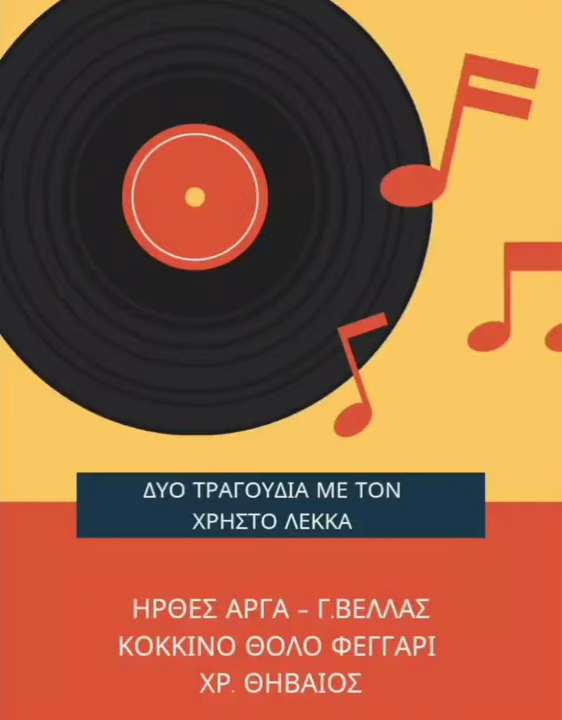 ΔΥΟ ΤΡΑΓΟΥΔΙΑ ΜΕ ΤΟΝ
ΧΡΗΣΤΟ ΛΕΚΚΑ
ΗΡΘΕΣ ΑΡΓΑ – Γ.ΒΕΛΛΑΣ
ΚΟΚΚΙΝΟ ΘΟΛΟ ΦΕΓΓΑΡΙ
ΧΡ. ΘΗΒΑΙΟΣ